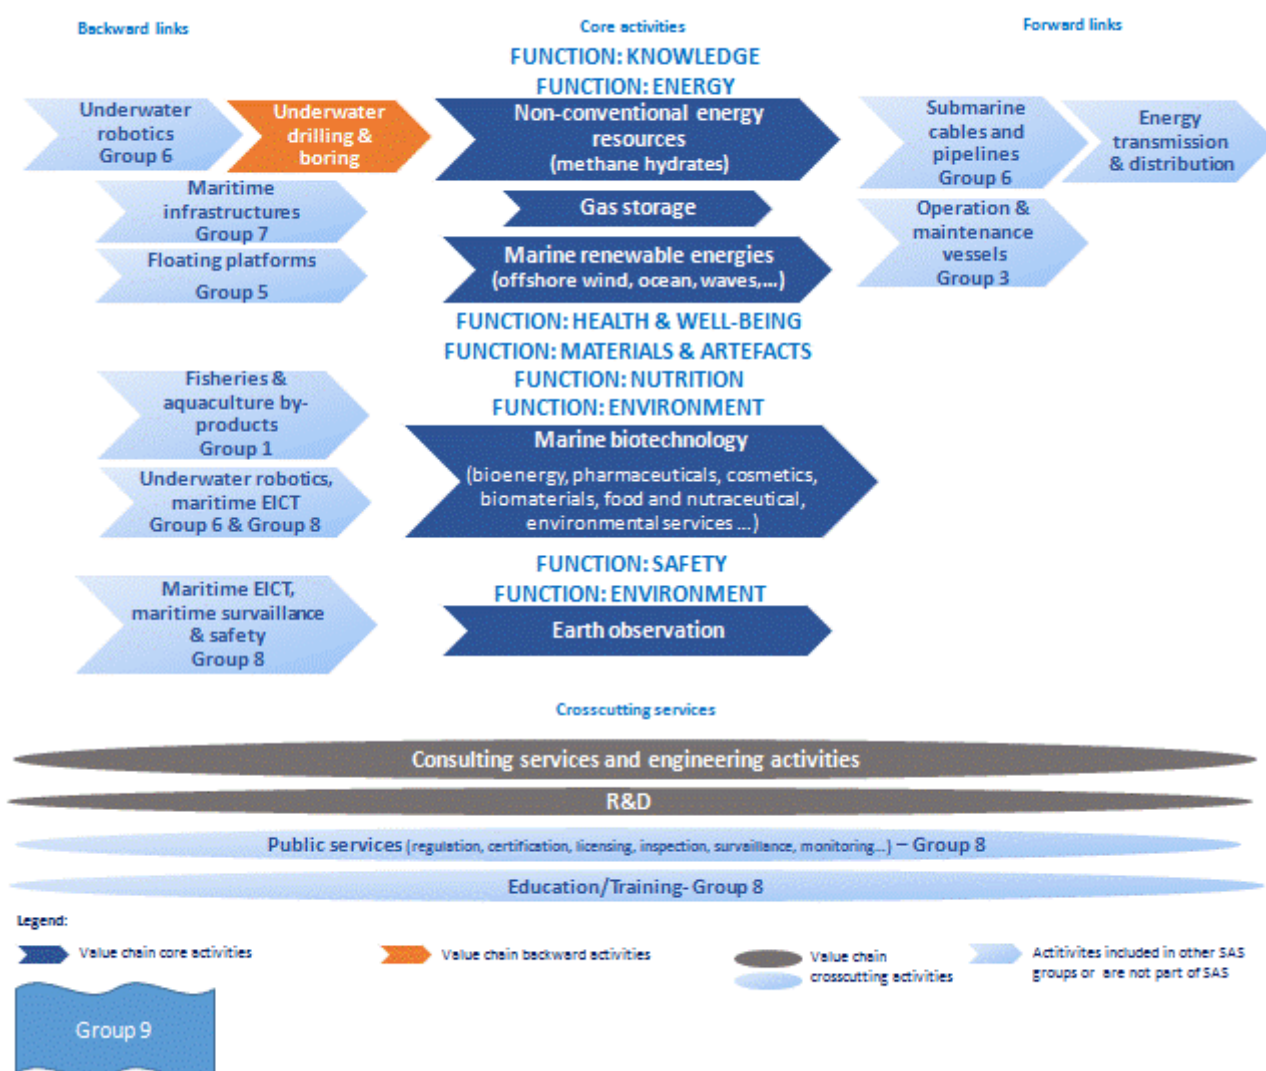 Backward links
Core activities
Forward links
FUNCTION: KNOWLEDGE
FUNCTION: ENERGY
Underwater
robotics
Group 6
Underwater
drilling &
boring
Non-conventional energy
resources
(methane hydrates)
Submarine
cables and
pipelines
Group 6
Energy
transmission
& distribution
Maritime
infrastructures
Group 7
Gas storage
Operation &
maintenance
vessels
Group 3
Floating platforms
Group 5
Marine renewable energies
(offshore wind, ocean, waves,...)
FUNCTION: HEALTH & WELL-BEING
FUNCTION: MATERIALS & ARTEFACTS
FUNCTION: NUTRITION
FUNCTION: ENVIRONMENT
Fisheries &
aquaculture by-
products
Group 1
Marine biotechnology
(bioenergy, pharmaceuticals, cosmetics,
biomaterials, food and nutraceutical,
environmental services ...)
Underwater robotics,
maritime EICT
Group 6 & Group 8
FUNCTION: SAFETY
FUNCTION: ENVIRONMENT
Maritime EICT,
maritime survaillance
& safety
Group 8
Earth observation
Crosscutting services
Consulting services and engineering activities
R&D
Public services (regulation, certification, licensing, inspection, survaillance, monitoring...) – Group 8
Education/Training- Group 8
Legend:
Value chain core activities
Value chain backward activities
Value chain
crosscutting activities
Actitivites included in other SAS
groups or are not part of SAS
Group 9